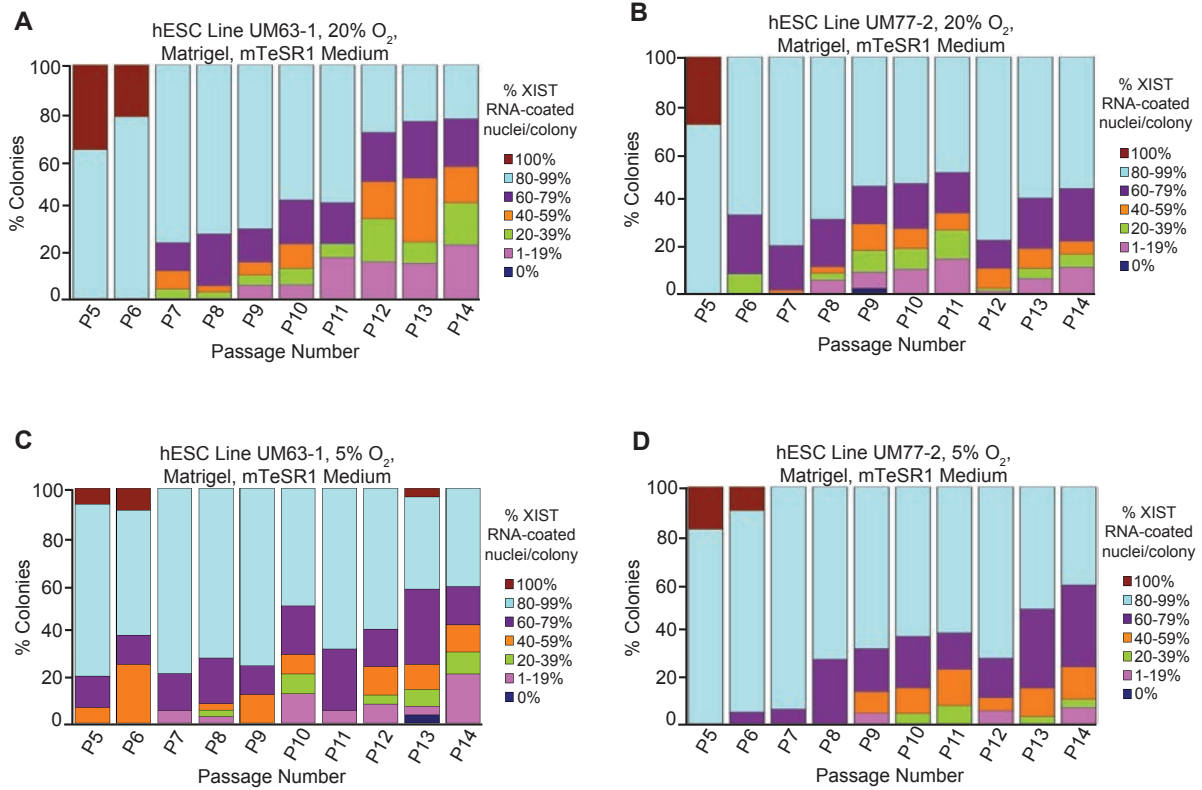 A
hESC Line UM63-1, 20% O2,
Matrigel, mTeSR1 Medium
100
80
60
40
20
0
% Colonies
P5 P6 P7 P8 P9 P10 P11 P12 P13 P14
Passage Number
% XIST
RNA-coated
nuclei/colony
100%
80-99%
60-79%
40-59%
20-39%
1-19%
0%
B
hESC Line UM77-2, 20% O2,
Matrigel, mTeSR1 Medium
100
80
60
40
20
0
% Colonies
P5 P6 P7 P8 P9 P10 P11 P12 P13 P14
Passage Number
% XIST
RNA-coated
nuclei/colony
100%
80-99%
60-79%
40-59%
20-39%
1-19%
0%
C
hESC Line UM63-1, 5% O2,
Matrigel, mTeSR1 Medium
100
80
60
40
20
0
% Colonies
P5 P6 P7 P8 P9 P10 P11 P12 P13 P14
Passage Number
% XIST
RNA-coated
nuclei/colony
100%
80-99%
60-79%
40-59%
20-39%
1-19%
0%
D
hESC Line UM77-2, 5% O2,
Matrigel, mTeSR1 Medium
100
80
60
40
20
0
% Colonies
P5 P6 P7 P8 P9 P10 P11 P12 P13 P14
Passage Number
% XIST
RNA-coated
nuclei/colony
100%
80-99%
60-79%
40-59%
20-39%
1-19%
0%